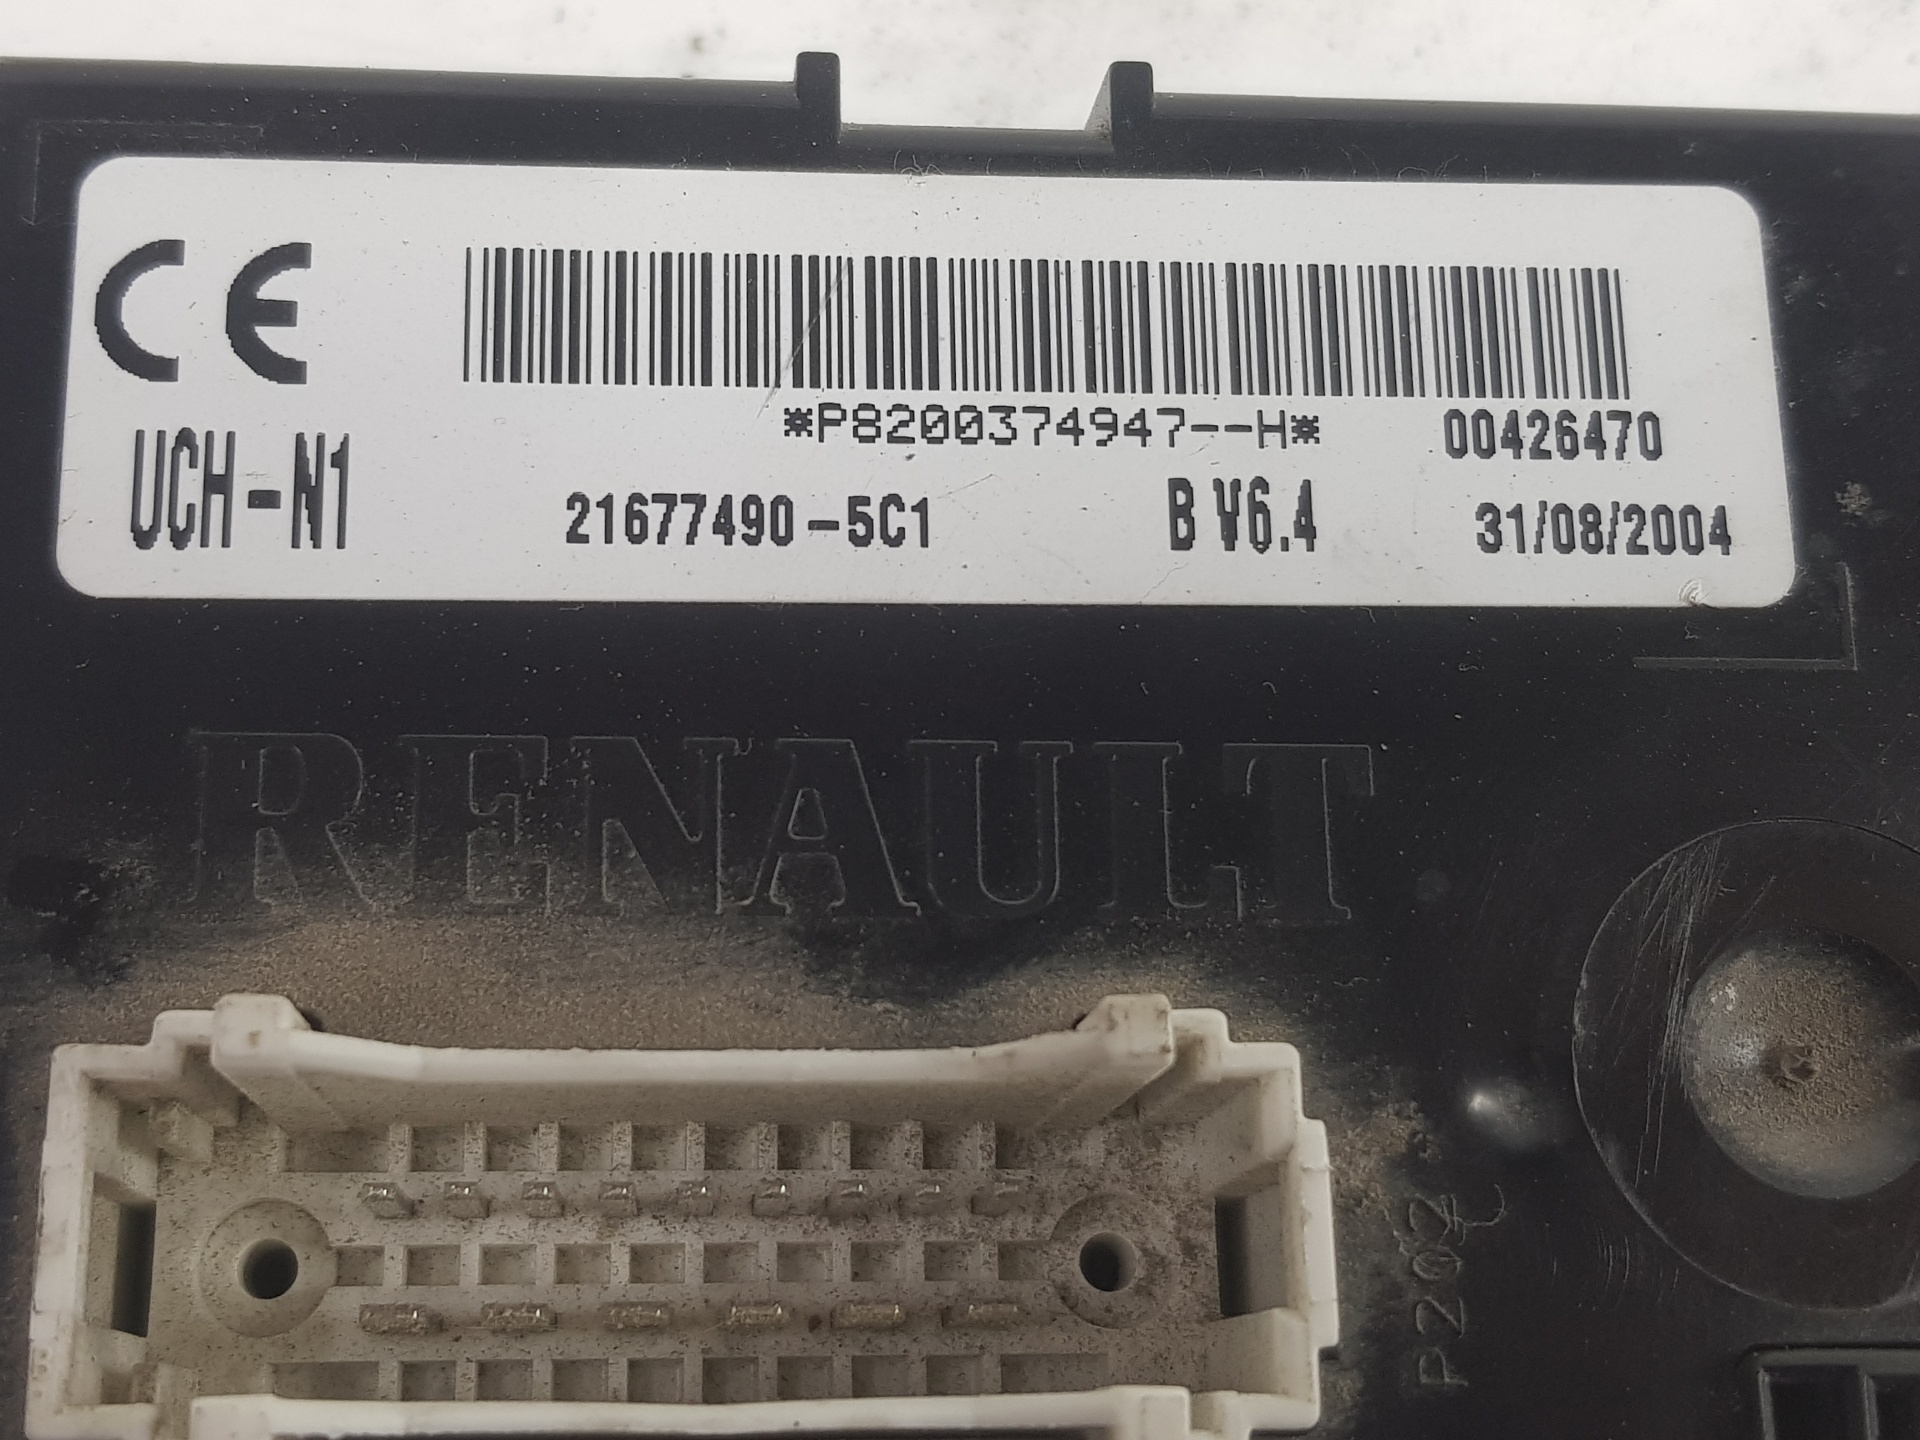 CE
*P8200374947--H* 00426470
UCH-N1 21677490-5C1 B V6.4 31/08/2004
RENAULT
P202